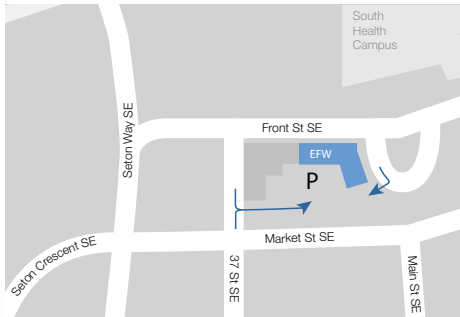 South
Health
Campus
Seton Way SE
Front St SE
EFW
P
Market St SE
Seton Crescent SE
37 St SE
Main St SE